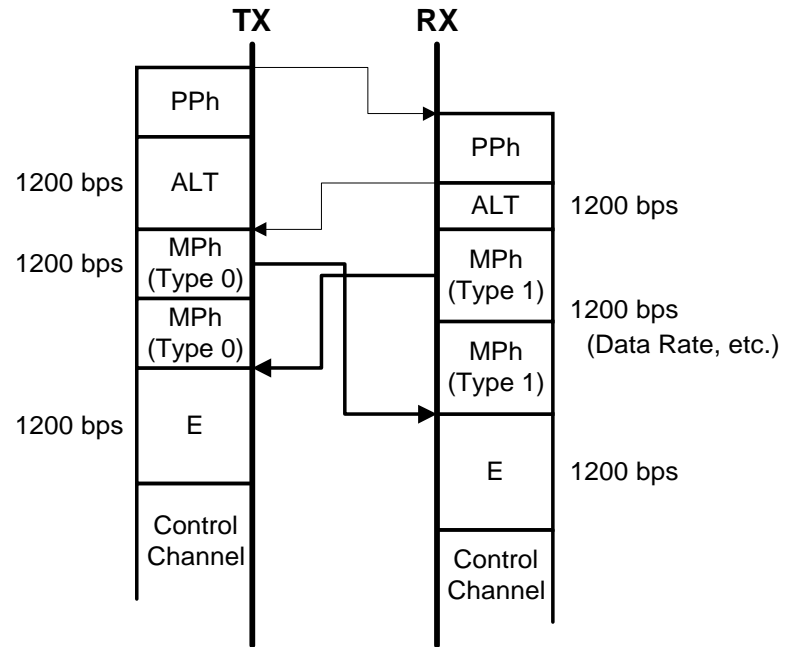 TX
RX
PPh
1200 bps
ALT
1200 bps
MPh
(Type 0)
MPh
(Type 0)
1200 bps
E
Control
Channel
PPh
ALT
1200 bps
MPh
(Type 1)
1200 bps
(Data Rate, etc.)
MPh
(Type 1)
E
1200 bps
Control
Channel